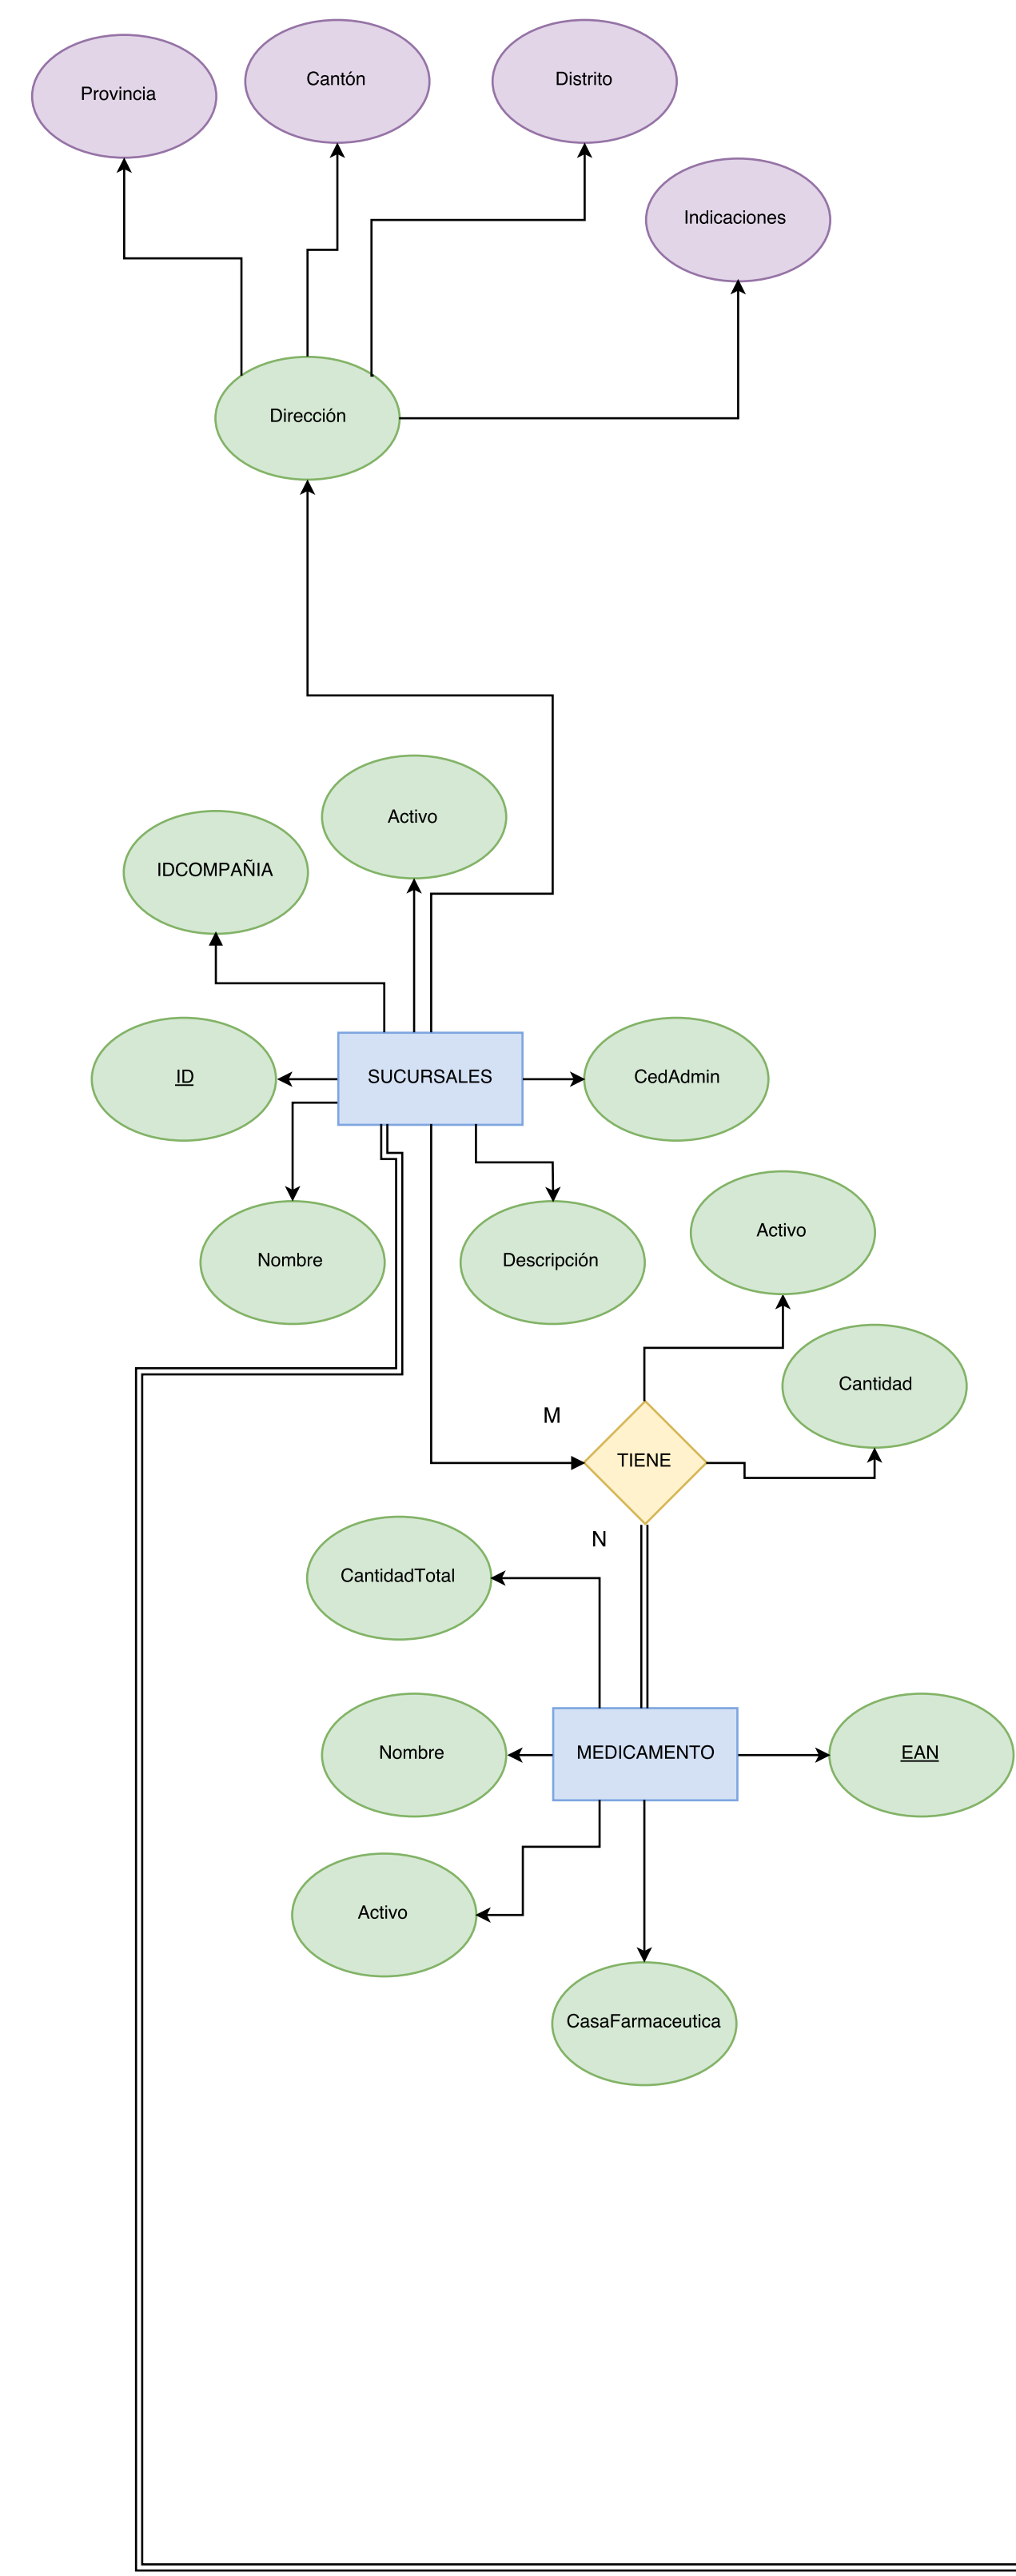 Provincia
Cantón
Distrito
Indicaciones
Dirección
Activo
IDCOMPAÑIA
ID
SUCURSALES
CedAdmin
Nombre
Descripción
Activo
Cantidad
M
TIENE
N
CantidadTotal
Nombre
MEDICAMENTO
EAN
Activo
CasaFarmaceutica